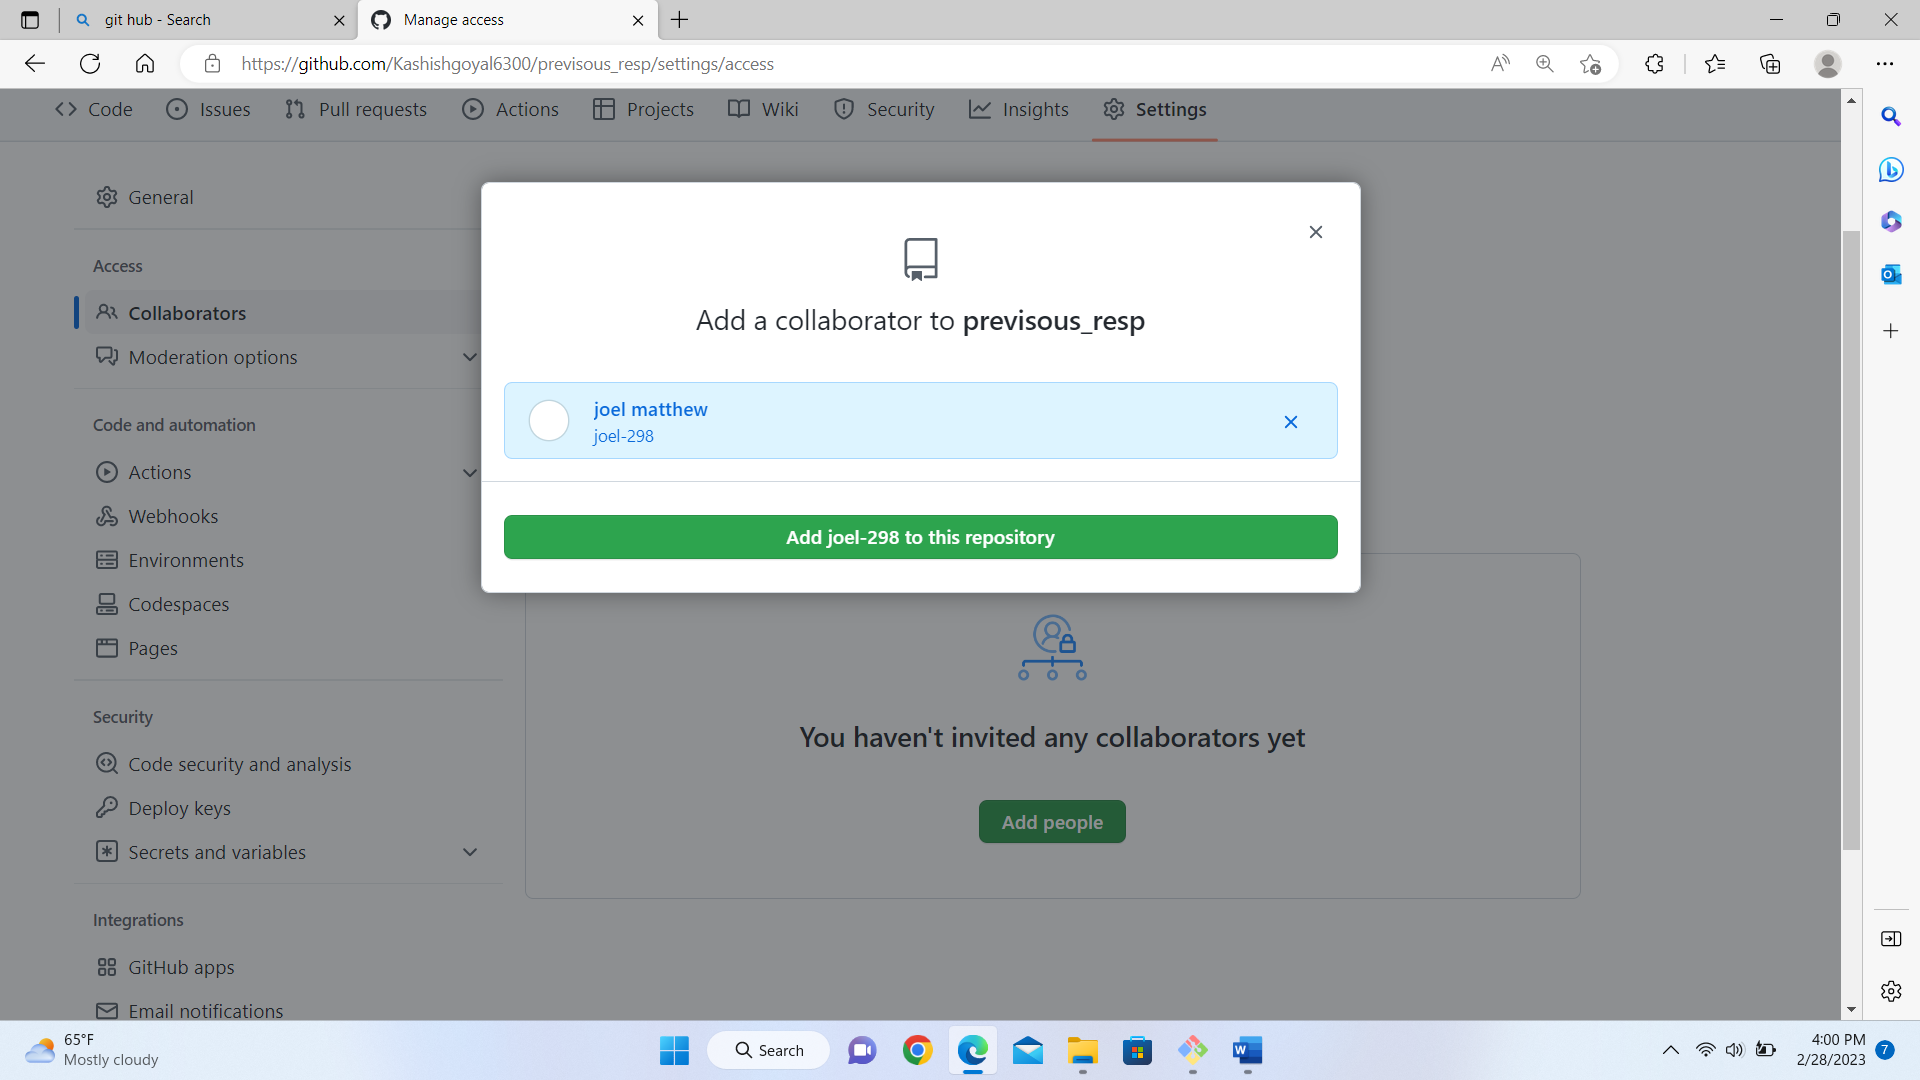 git hub - Search
Manage access
https://github.com/Kashishgoyal6300/previsous_resp/settings/access
Code Issues Pull requests Actions Projects Wiki Security Insights Settings
General
Access
Collaborators
Moderation options
Code and automation
Actions
Webhooks
Environments
Codespaces
Pages
Security
Code security and analysis
Deploy keys
Secrets and variables
Integrations
GitHub apps
Email notifications
Add a collaborator to previsous_resp
joel matthew
joel-298
Add joel-298 to this repository
You haven't invited any collaborators yet
Add people
65°F
Mostly cloudy
Search
4:00 PM
2/28/2023
7